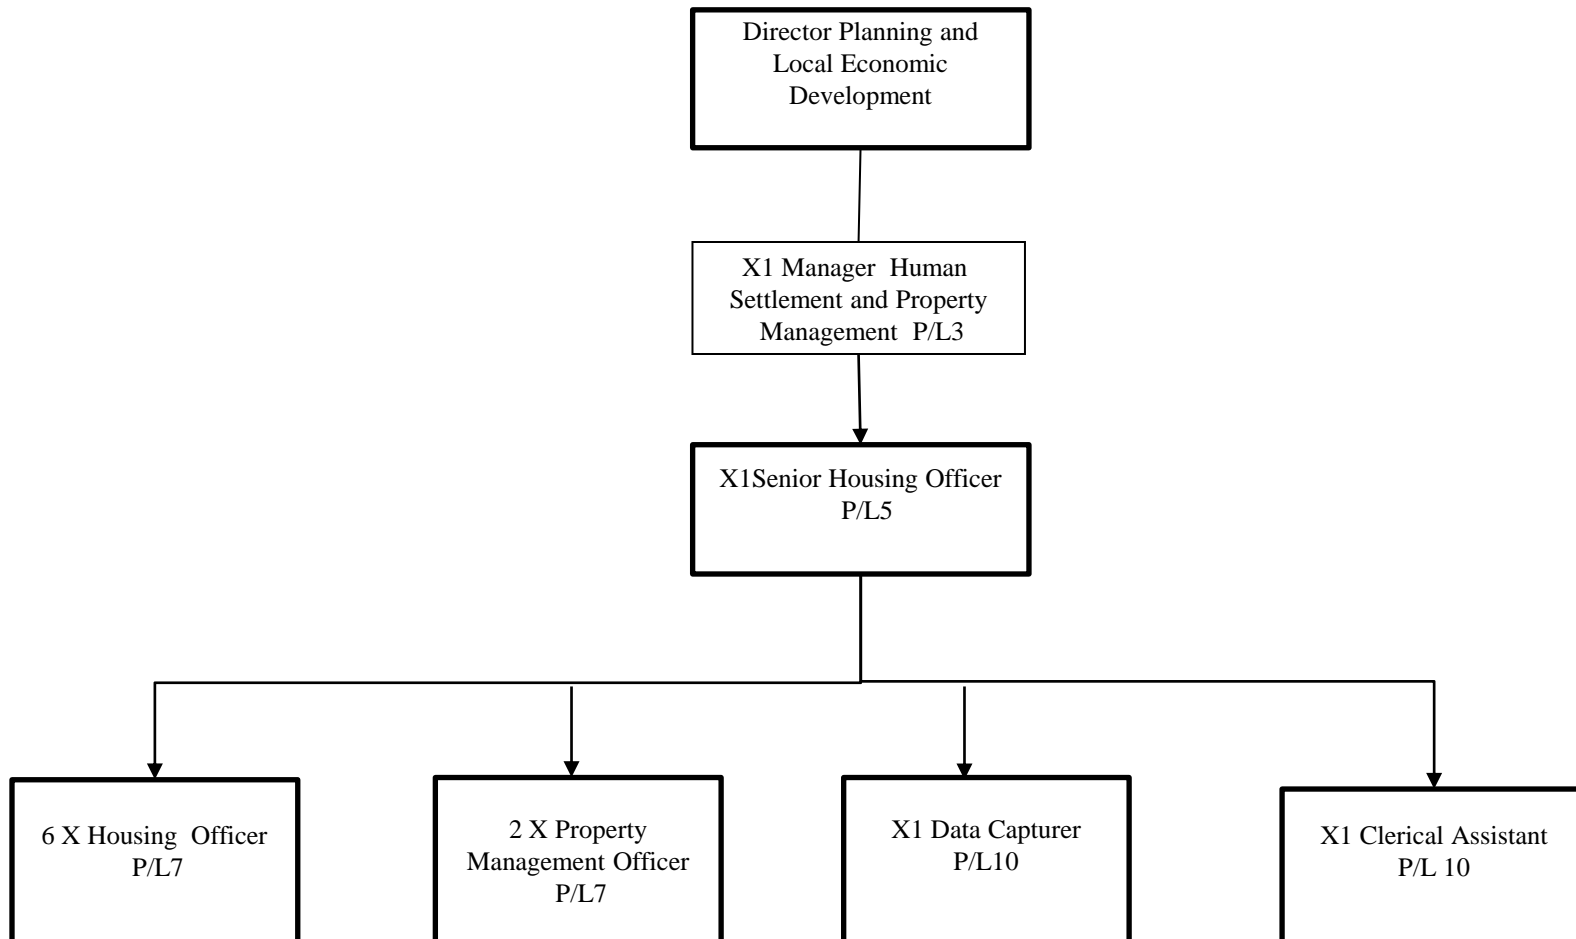 Director Planning and
Local Economic
Development
X1 Manager Human
Settlement and Property
Management P/L3
X1Senior Housing Officer
P/L5
6 X Housing Officer
P/L7
2 X Property
Management Officer
P/L7
X1 Data Capturer
P/L10
X1 Clerical Assistant
P/L 10